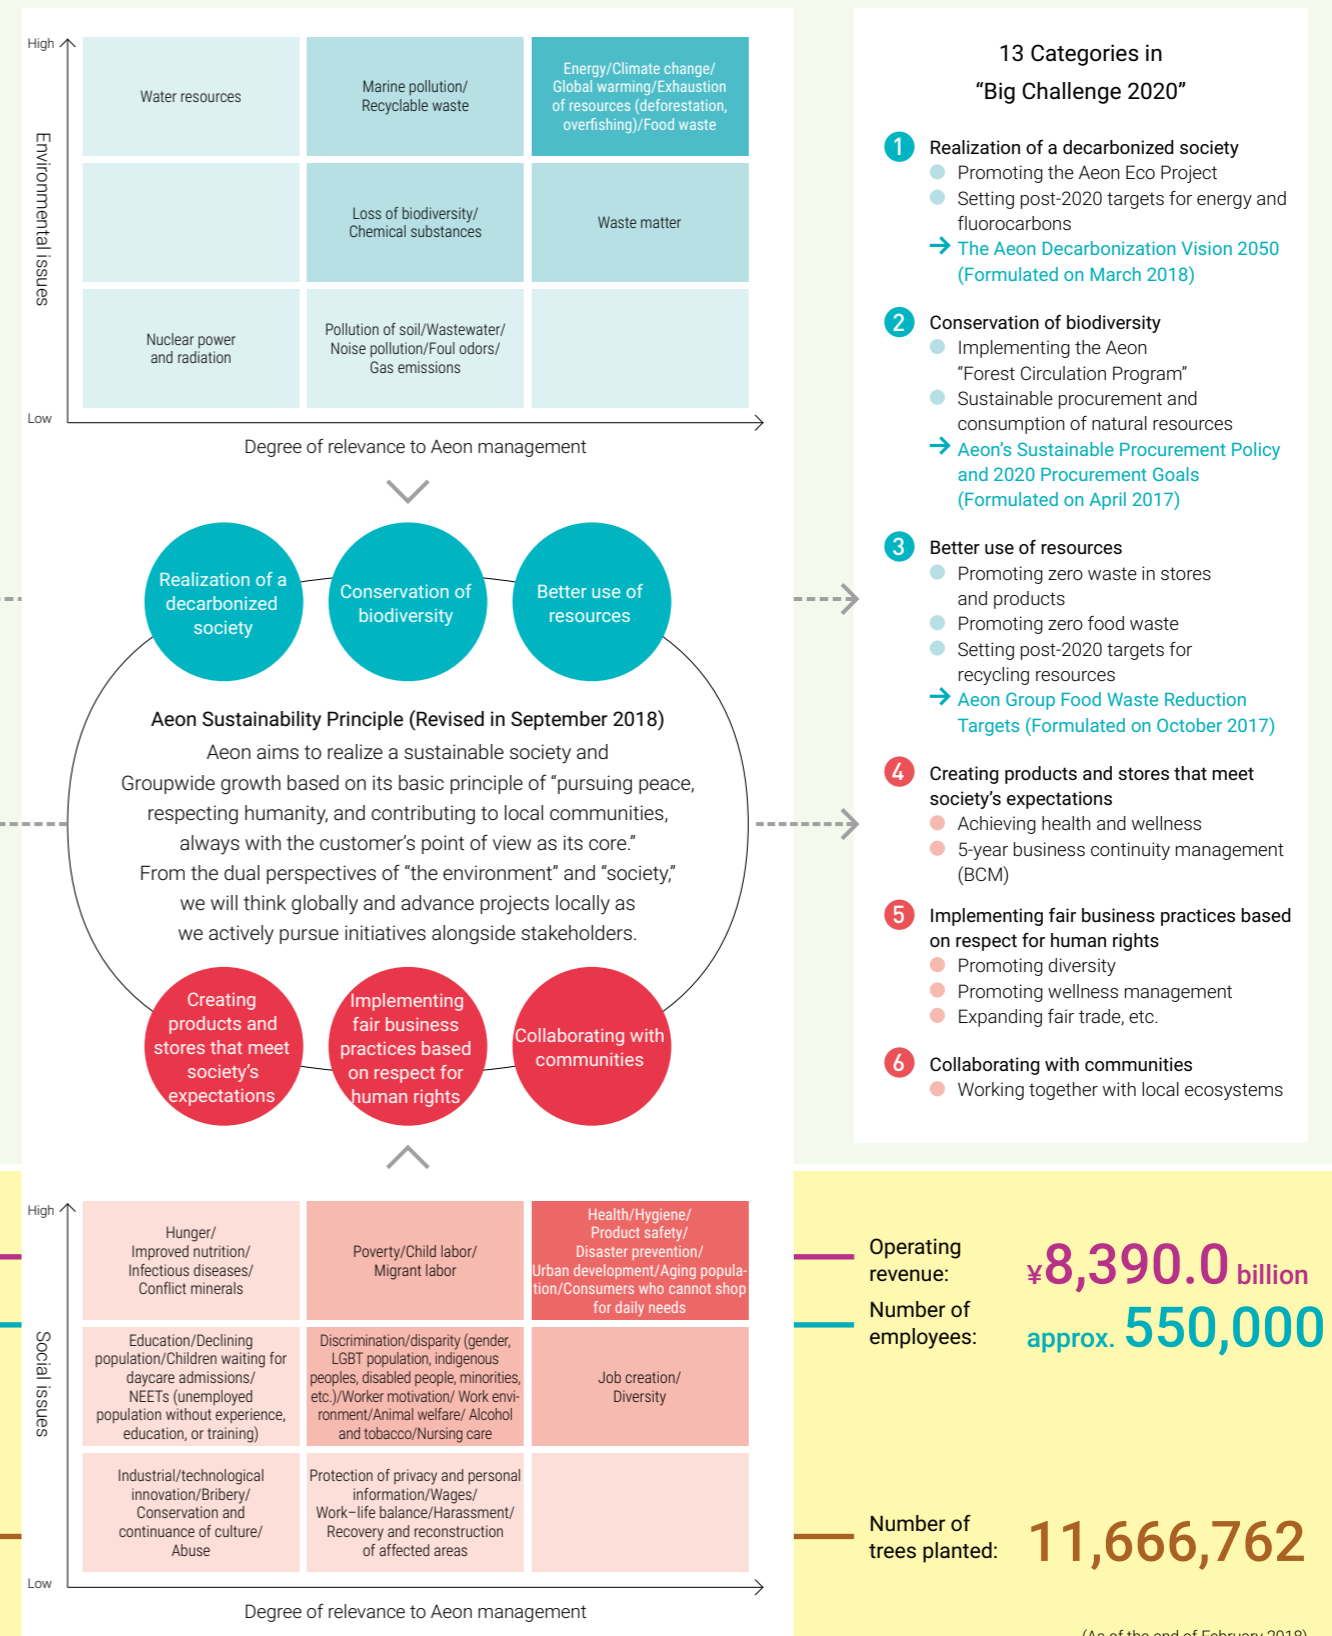 High
Environmental issues
Water resources
Marine pollution/
Recyclable waste
Energy/Climate change/
Global warming/Exhaustion
of resources (deforestation,
overfishing)/Food waste
Loss of biodiversity/
Chemical substances
Waste matter
Nuclear power
and radiation
Pollution of soil/Wastewater/
Noise pollution/Foul odors/
Gas emissions
Low
Degree of relevance to Aeon management
Realization of a
decarbonized
society
Conservation of
biodiversity
Better use of
resources
Aeon Sustainability Principle (Revised in September 2018)
Aeon aims to realize a sustainable society and
Groupwide growth based on its basic principle of “pursuing peace,
respecting humanity, and contributing to local communities,
always with the customer’s point of view as its core.”
From the dual perspectives of “the environment” and “society,”
we will think globally and advance projects locally as
we actively pursue initiatives alongside stakeholders.
Creating
products and
stores that meet
society’s
expectations
Implementing
fair business
practices based
on respect for
human rights
Collaborating with
communities
High
Social issues
Hunger/
Improved nutrition/
Infectious diseases/
Conflict minerals
Poverty/Child labor/
Migrant labor
Health/Hygiene/
Product safety/
Disaster prevention/
Urban development/Aging popula-
tion/Consumers who cannot shop
for daily needs
Education/Declining
population/Children waiting for
daycare admissions/
NEETs (unemployed
population without experience,
education, or training)
Discrimination/disparity (gender,
LGBT population, indigenous
peoples, disabled people, minorities,
etc.)/Worker motivation/ Work envi-
ronment/Animal welfare/ Alcohol
and tobacco/Nursing care
Job creation/
Diversity
Industrial/technological
innovation/Bribery/
Conservation and
continuance of culture/
Abuse
Protection of privacy and personal
information/Wages/
Work–life balance/Harassment/
Recovery and reconstruction
of affected areas
Low
Degree of relevance to Aeon management
13 Categories in
“Big Challenge 2020”
1 Realization of a decarbonized society
Promoting the Aeon Eco Project
Setting post-2020 targets for energy and
fluorocarbons
→ The Aeon Decarbonization Vision 2050
(Formulated on March 2018)
2 Conservation of biodiversity
Implementing the Aeon
“Forest Circulation Program”
Sustainable procurement and
consumption of natural resources
→ Aeon’s Sustainable Procurement Policy
and 2020 Procurement Goals
(Formulated on April 2017)
3 Better use of resources
Promoting zero waste in stores
and products
Promoting zero food waste
Setting post-2020 targets for
recycling resources
→ Aeon Group Food Waste Reduction
Targets (Formulated on October 2017)
4 Creating products and stores that meet
society’s expectations
Achieving health and wellness
5-year business continuity management
(BCM)
5 Implementing fair business practices based
on respect for human rights
Promoting diversity
Promoting wellness management
Expanding fair trade, etc.
6 Collaborating with communities
Working together with local ecosystems
Operating
revenue: ¥8,390.0 billion
Number of
employees: approx. 550,000
Number of
trees planted: 11,666,762
(As of the end of February 2018)